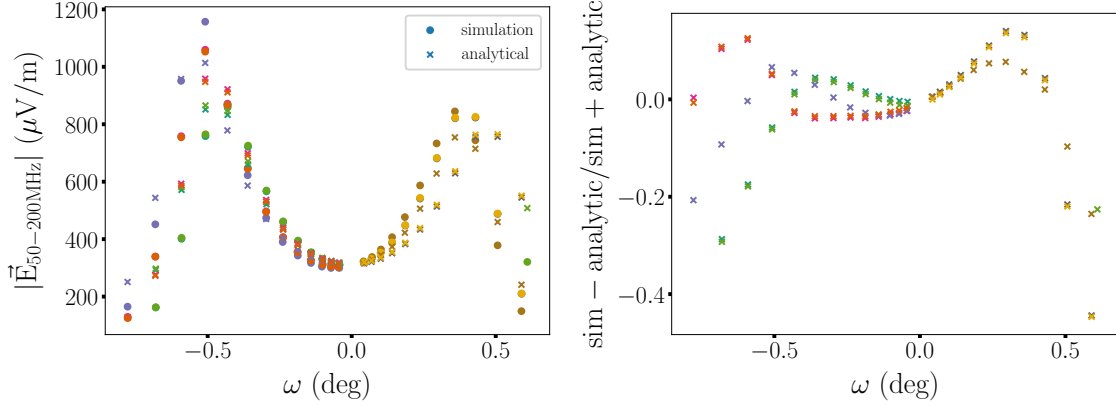 1200
1000
800
600
400
200
|E⃗50−200MHz| (μV/m)
simulation
analytical
−0.5
0.0
0.5
ω (deg)
sim − analytic/sim + analytic
0.0
−0.2
−0.4
−0.5
0.0
0.5
ω (deg)